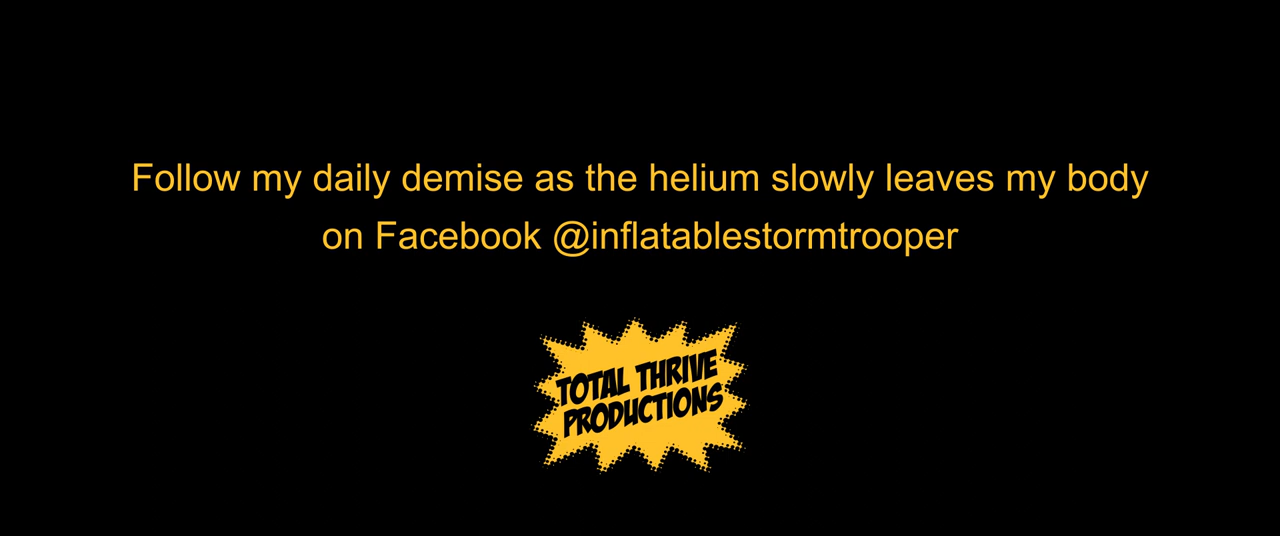 Follow my daily demise as the helium slowly leaves my body
on Facebook @inflatablestormtrooper
TOTAL THRIVE
PRODUCTIONS